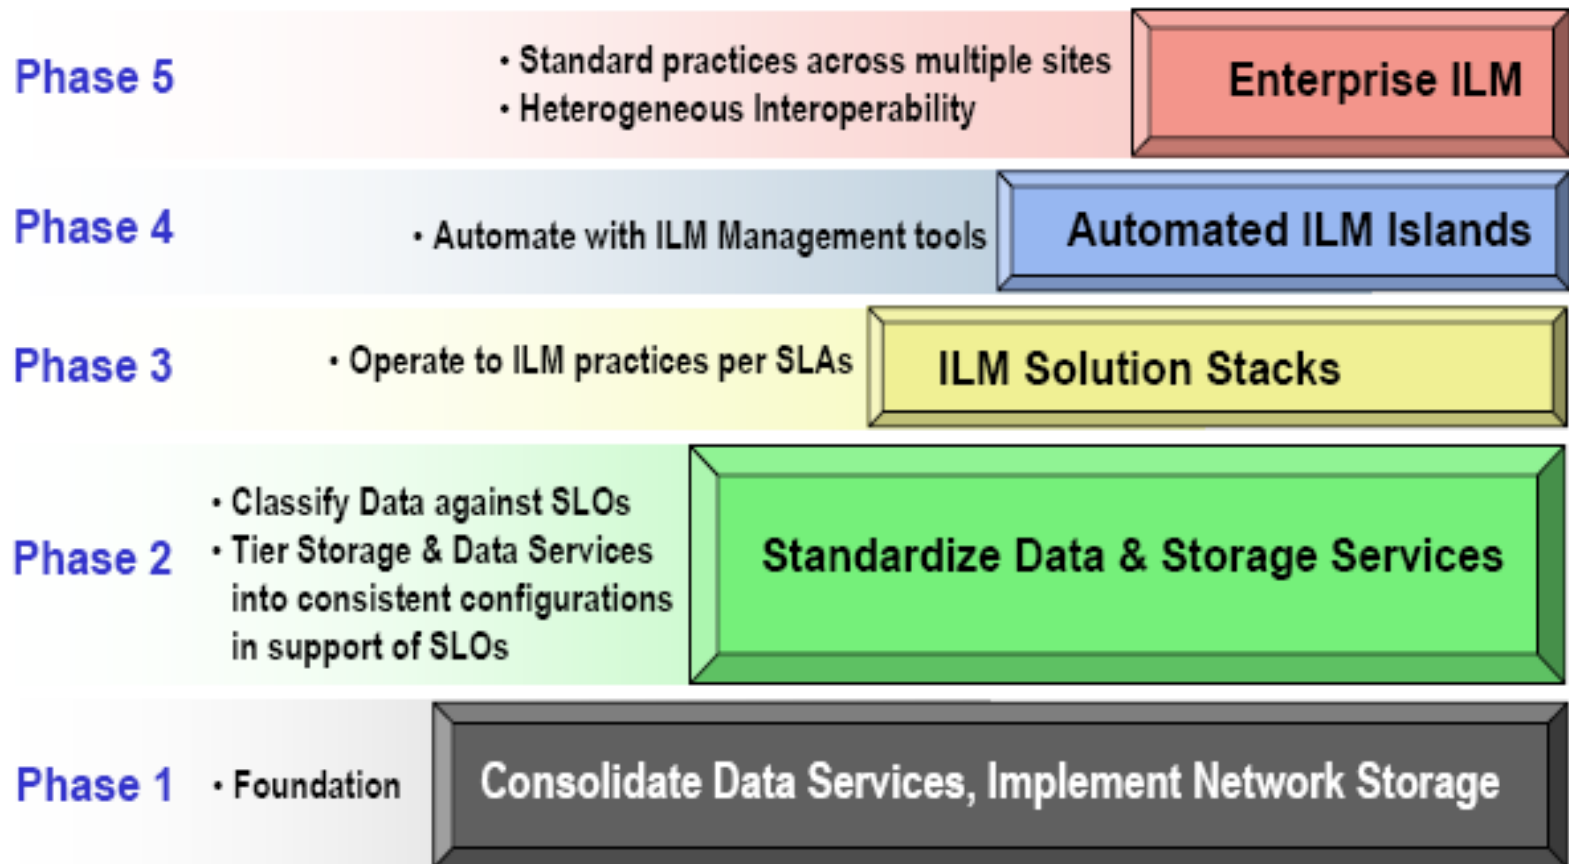 Phase 5
• Standard practices across multiple sites
• Heterogeneous Interoperability
Enterprise ILM
Phase 4
• Automate with ILM Management tools
Automated ILM Islands
Phase 3
• Operate to ILM practices per SLAs
ILM Solution Stacks
Phase 2
• Classify Data against SLOs
• Tier Storage & Data Services
into consistent configurations
in support of SLOs
Standardize Data & Storage Services
Phase 1
• Foundation
Consolidate Data Services, Implement Network Storage